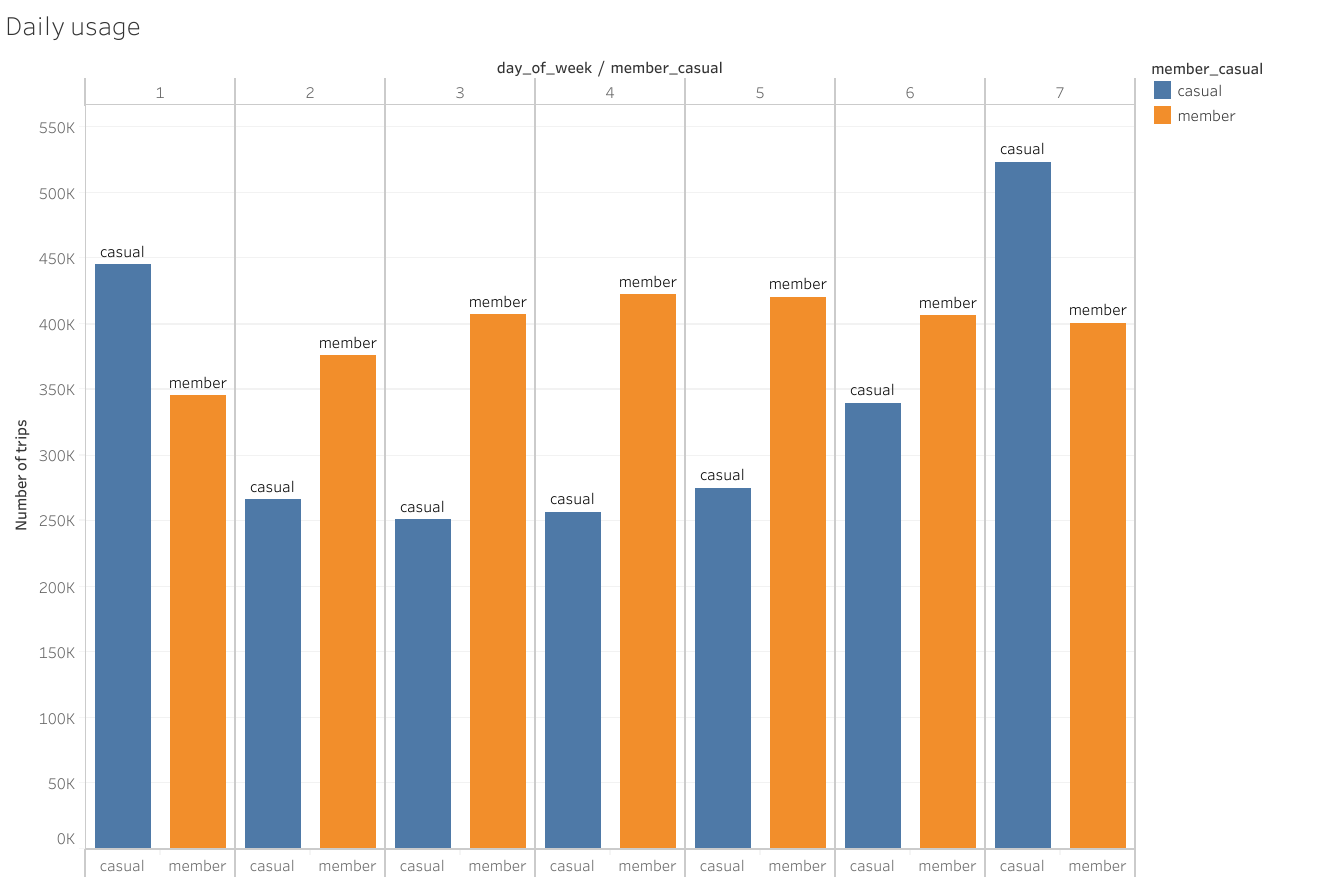 Daily usage
day_of_week / member_casual
1 2 3 4 5 6 7
member_casual
casual
member
550K
500K
450K
400K
350K
300K
250K
200K
150K
100K
50K
0K
Number of trips
casual
member
casual
member
casual
member
casual
member
casual
member
casual
member
casual
member
casual member casual member casual member casual member casual member casual member casual member